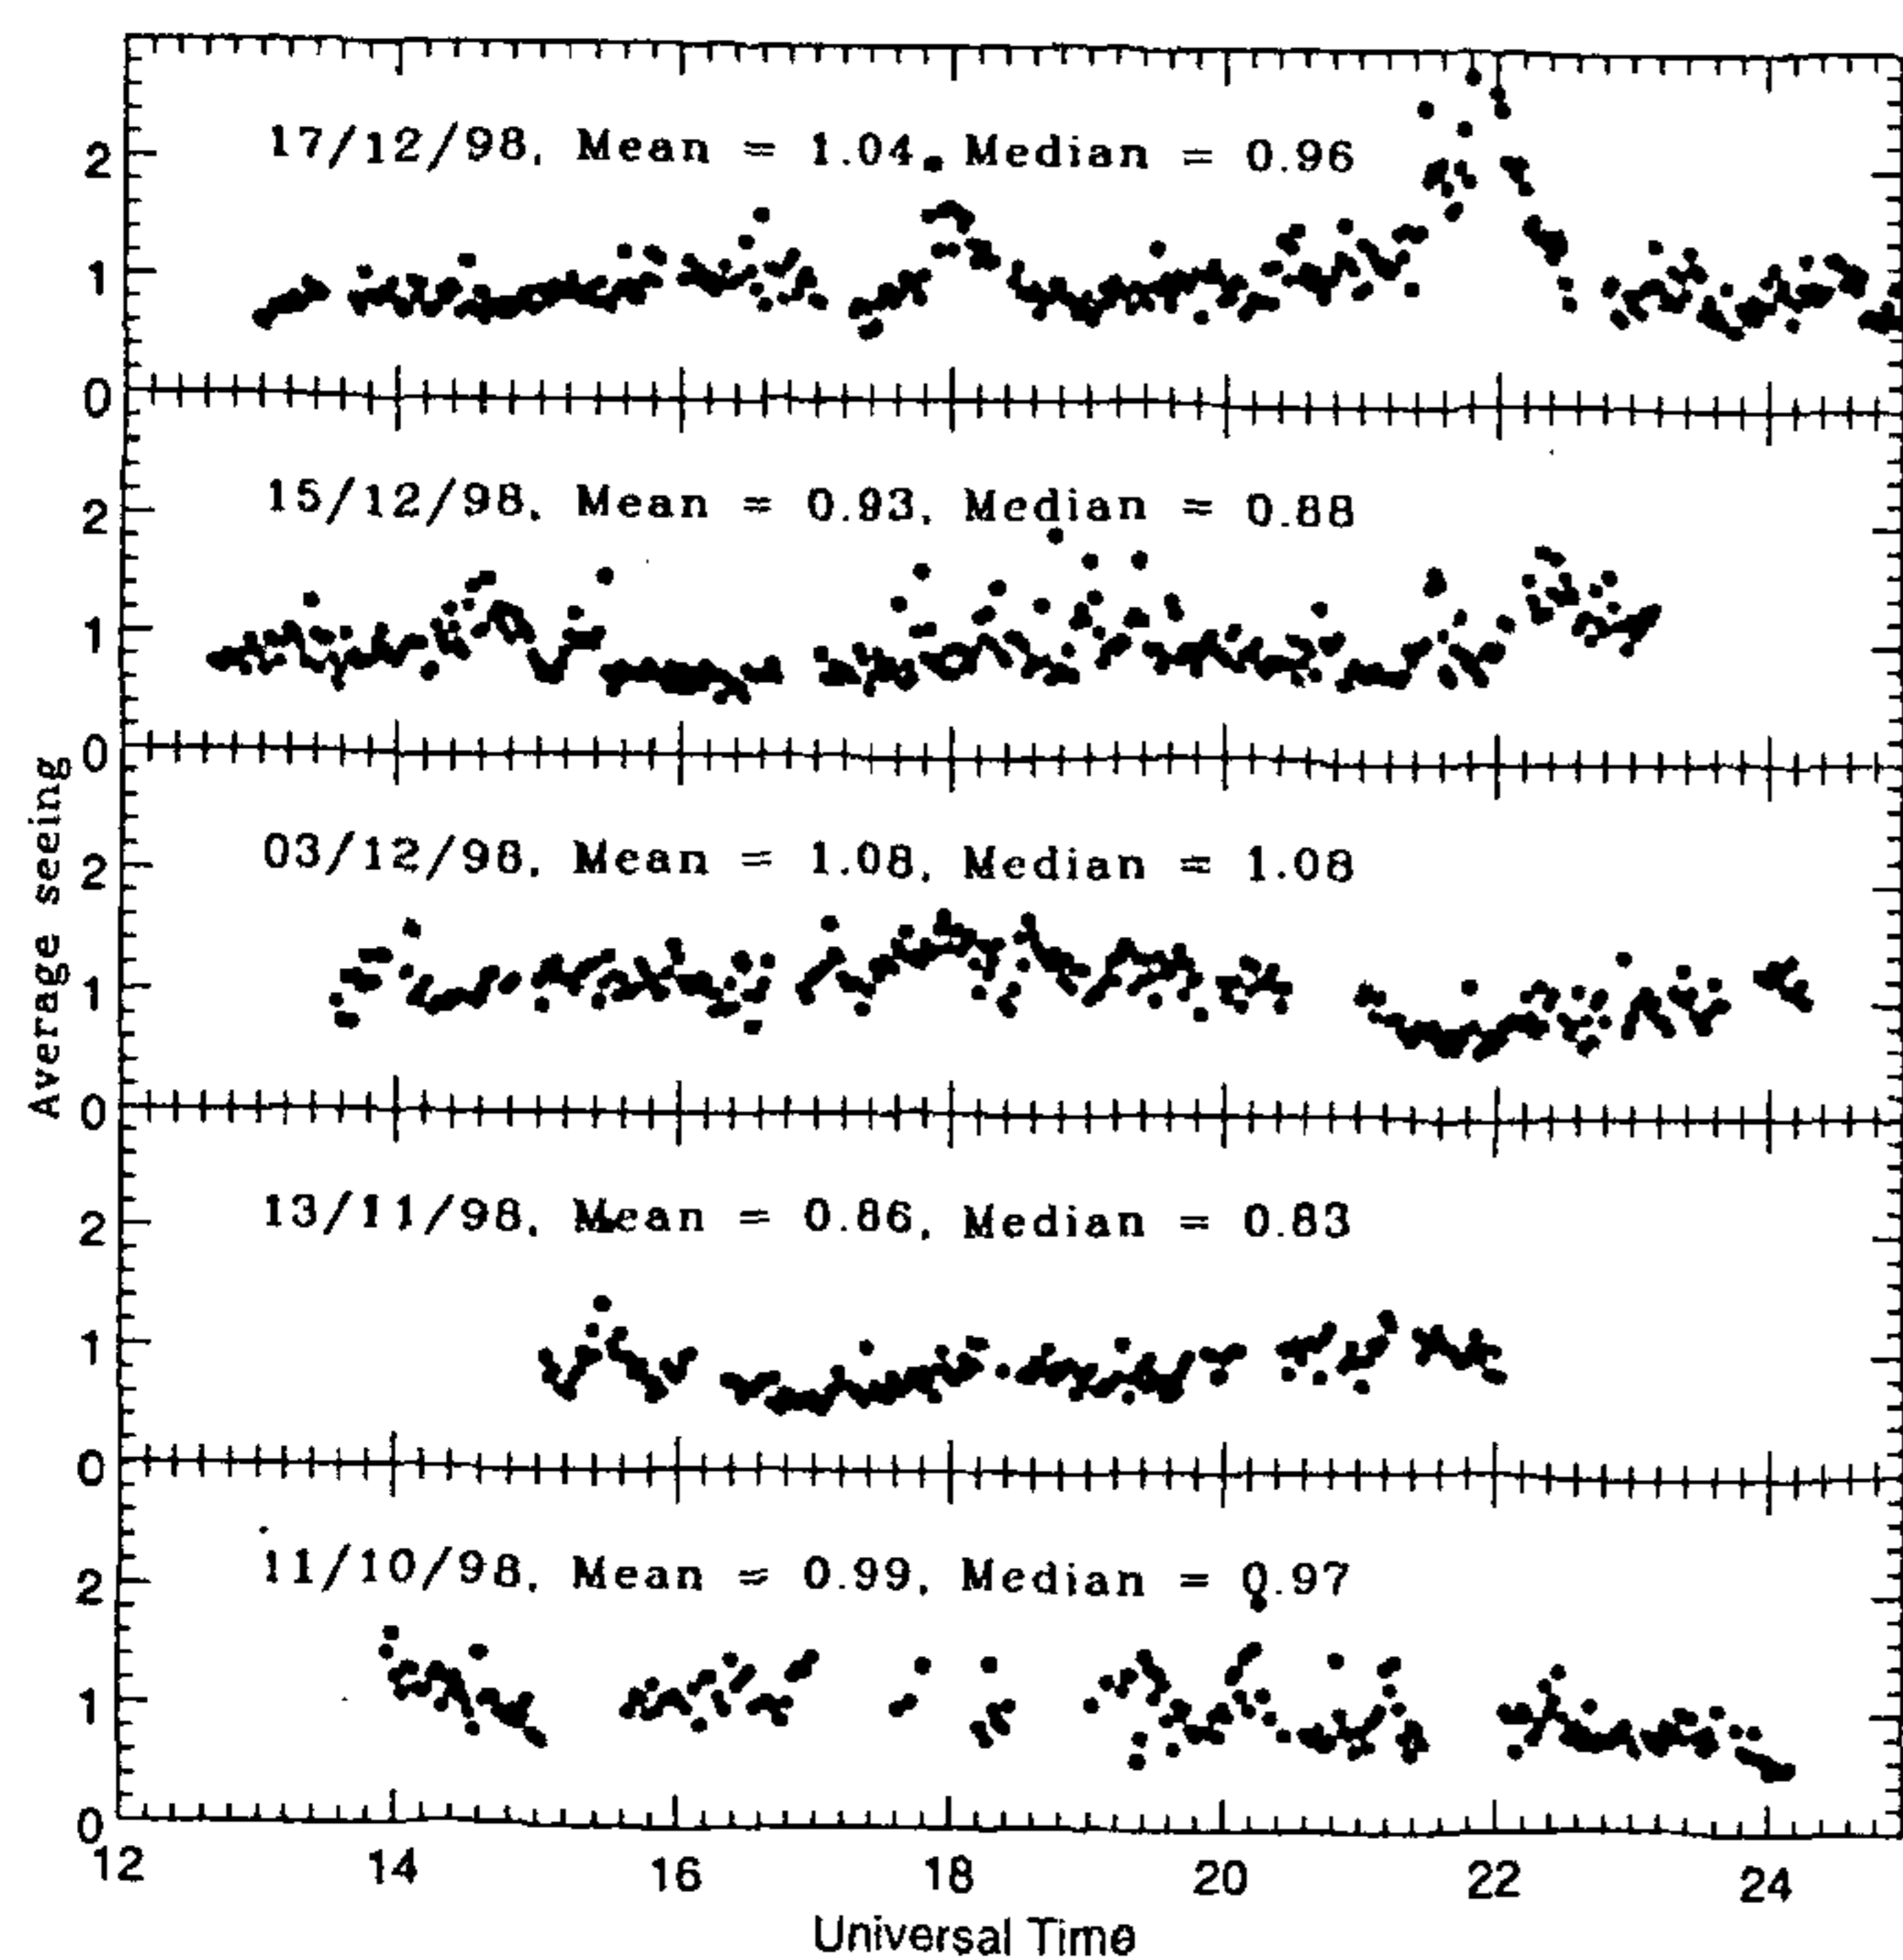 17/12/98, Mean = 1.04, Median = 0.96
2
1
0
15/12/98, Mean = 0.93, Median = 0.88
2
1
0
03/12/98, Mean = 1.08, Median = 1.08
2
1
0
13/11/98, Mean = 0.86, Median = 0.83
2
1
0
11/10/98, Mean = 0.99, Median = 0.97
2
1
0
Average seeing
12 14 16 18 20 22 24
Universal Time